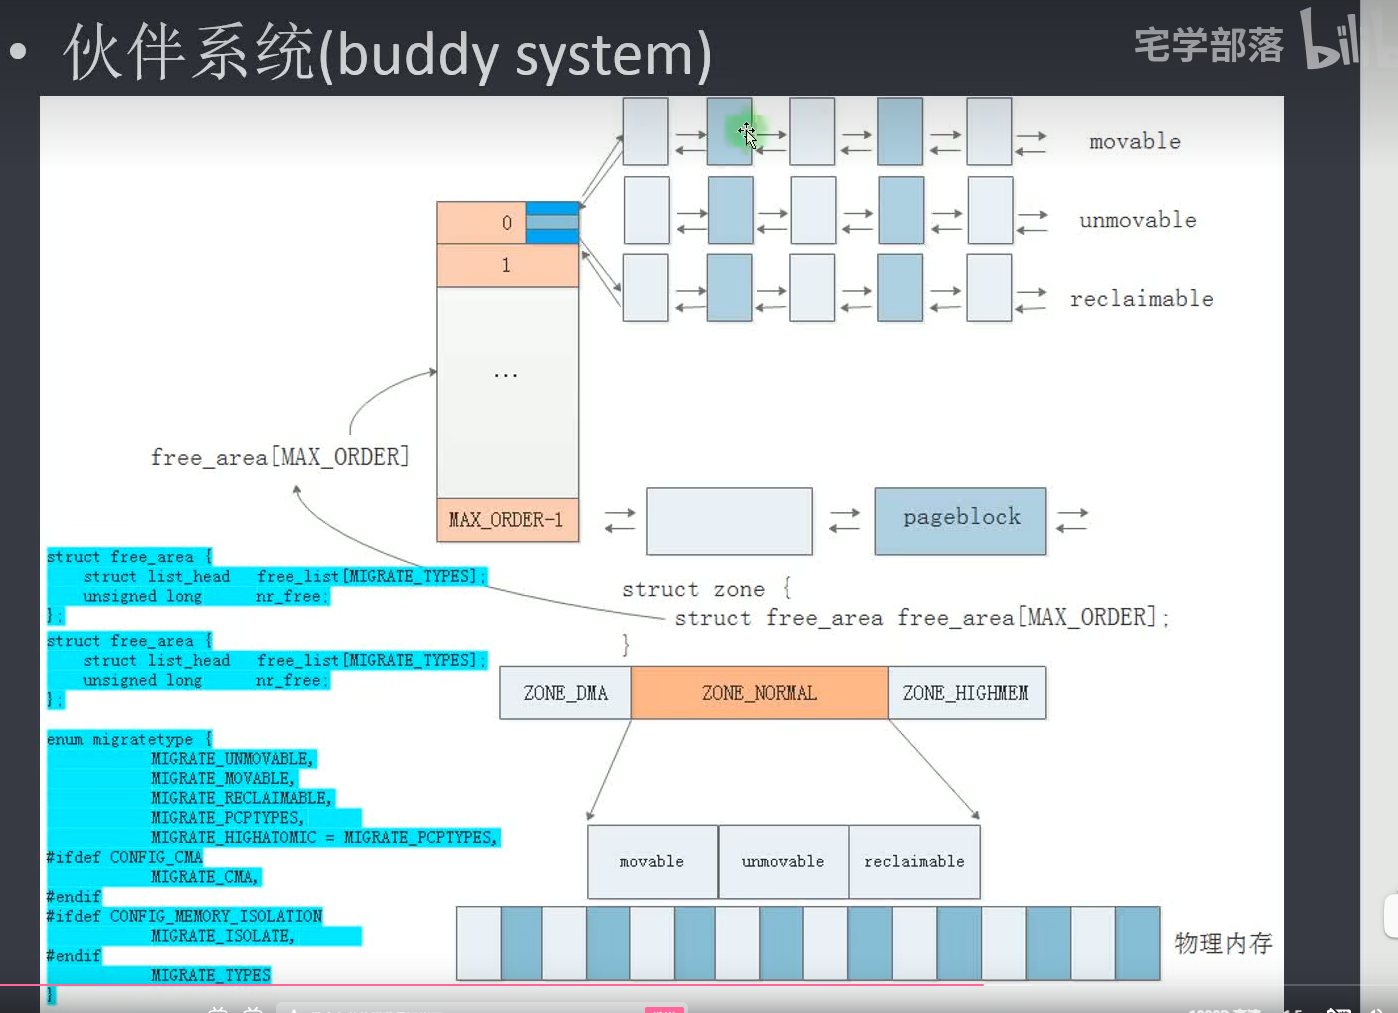 • 伙伴系统(buddy system)
宅学部落
movable
unmovable
reclaimable
0
1
...
MAX_ORDER-1
free_area[MAX_ORDER]
pageblock
struct free_area {
struct list_head free_list[MIGRATE_TYPES];
unsigned long nr_free;
};
struct free_area {
struct list_head free_list[MIGRATE_TYPES];
unsigned long nr_free;
};
enum migratetype {
MIGRATE_UNMOVABLE,
MIGRATE_MOVABLE,
MIGRATE_RECLAIMABLE,
MIGRATE_PCPTYPES,
MIGRATE_HIGHATOMIC = MIGRATE_PCPTYPES,
#ifdef CONFIG_CMA
MIGRATE_CMA,
#endif
#ifdef CONFIG_MEMORY_ISOLATION
MIGRATE_ISOLATE,
#endif
MIGRATE_TYPES
}
struct zone {
struct free_area free_area[MAX_ORDER];
}
ZONE_DMA ZONE_NORMAL ZONE_HIGHMEM
movable unmovable reclaimable
物理内存